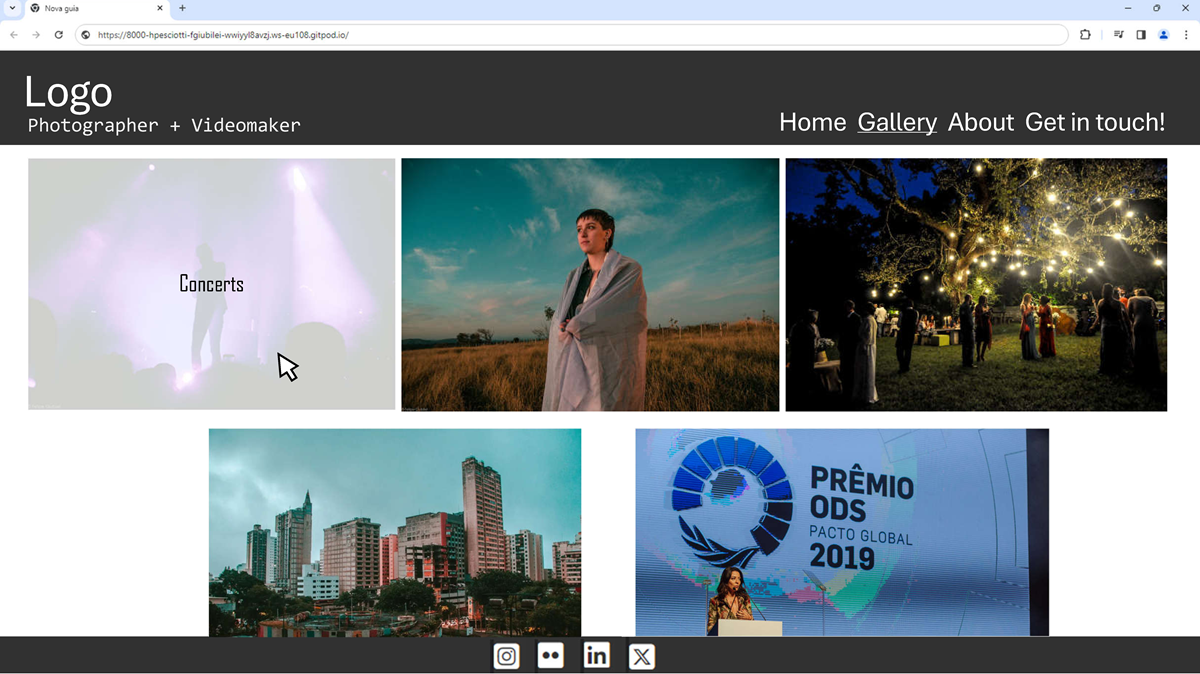 Nova guia
https://8000-hpesciotti-fgiubilei-wwiyyl8avzj.ws-eu108.gitpod.io/
Logo
Photographer + Videomaker
Home Gallery About Get in touch!
Concerts
PRÊMIO
ODS
PACTO GLOBAL
2019
in
X